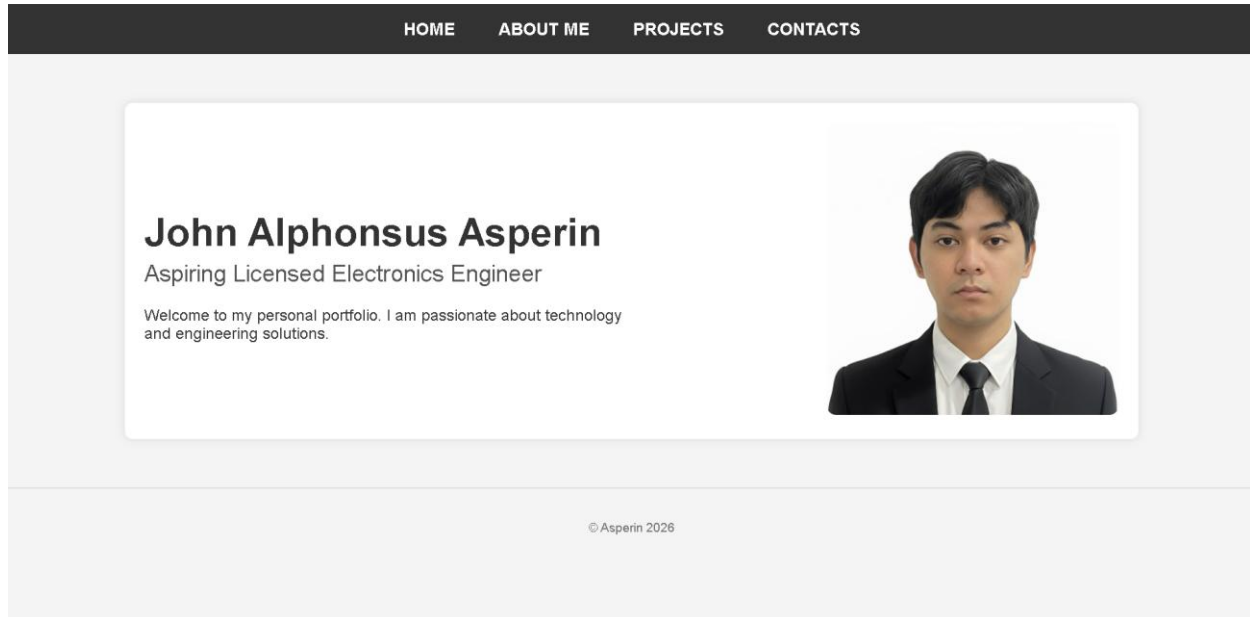 HOME ABOUT ME PROJECTS CONTACTS
John Alphonsus Asperin
Aspiring Licensed Electronics Engineer
Welcome to my personal portfolio. I am passionate about technology
and engineering solutions.
© Asperin 2026